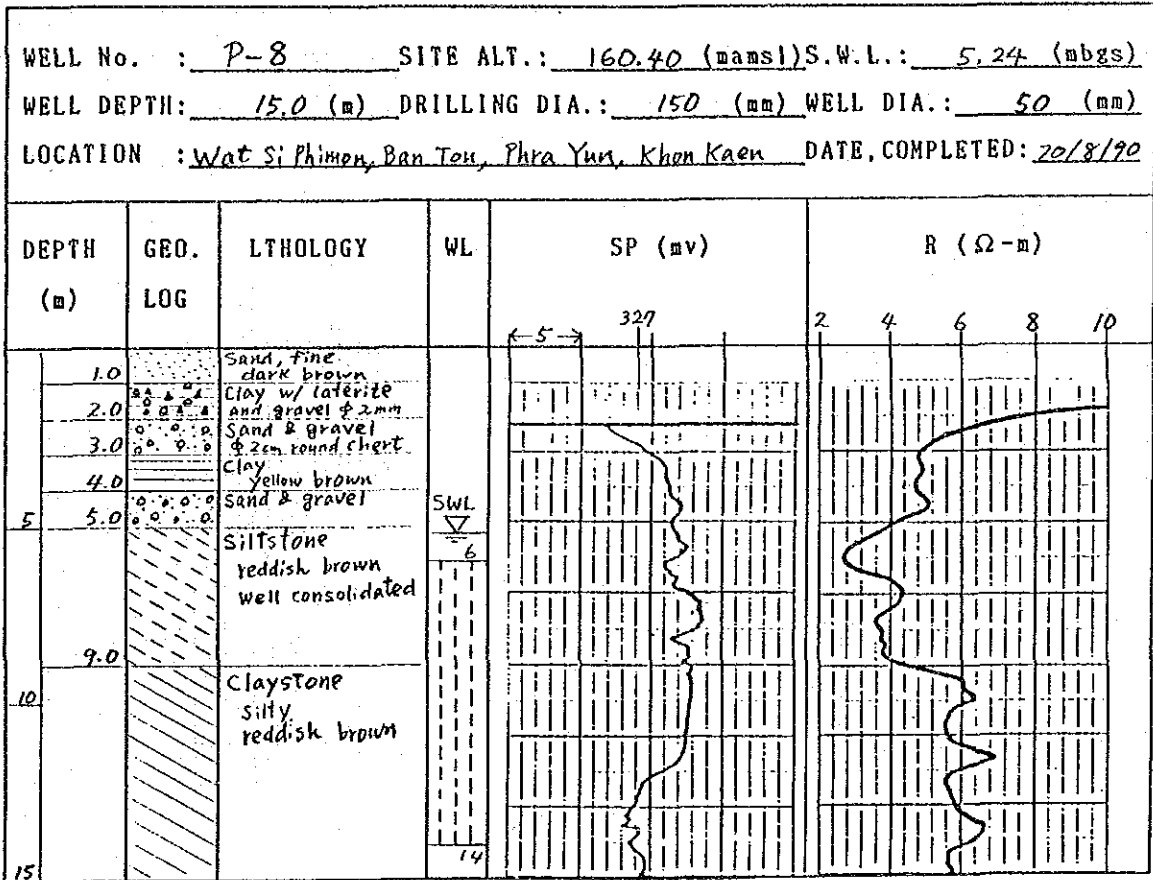 WELL No. : P-8 SITE ALT.: 160.40 (mamsl) S.W.L.: 5.24 (mbgs)
WELL DEPTH: 15.0 (m) DRILLING DIA.: 150 (mm) WELL DIA.: 50 (mm)
LOCATION : Wat Si Phimon, Ban Ton, Phra Yun, Khon Kaen DATE, COMPLETED: 20/8/90
DEPTH GEO. LTHOLOGY WL SP (mv) R (Ω-m)
(m) LOG
327
5 2 4 6 8 10
Sand, fine
1.0 dark brown
Clay w/ laterite
2.0 and gravel φ 2mm
Sand & gravel
3.0 φ 2cm round chert
Clay
4.0 yellow brown
Sand & gravel SWL
5 5.0
Siltstone 6
reddish brown
well consolidated
9.0
Claystone
10 silty
reddish brown
14
15